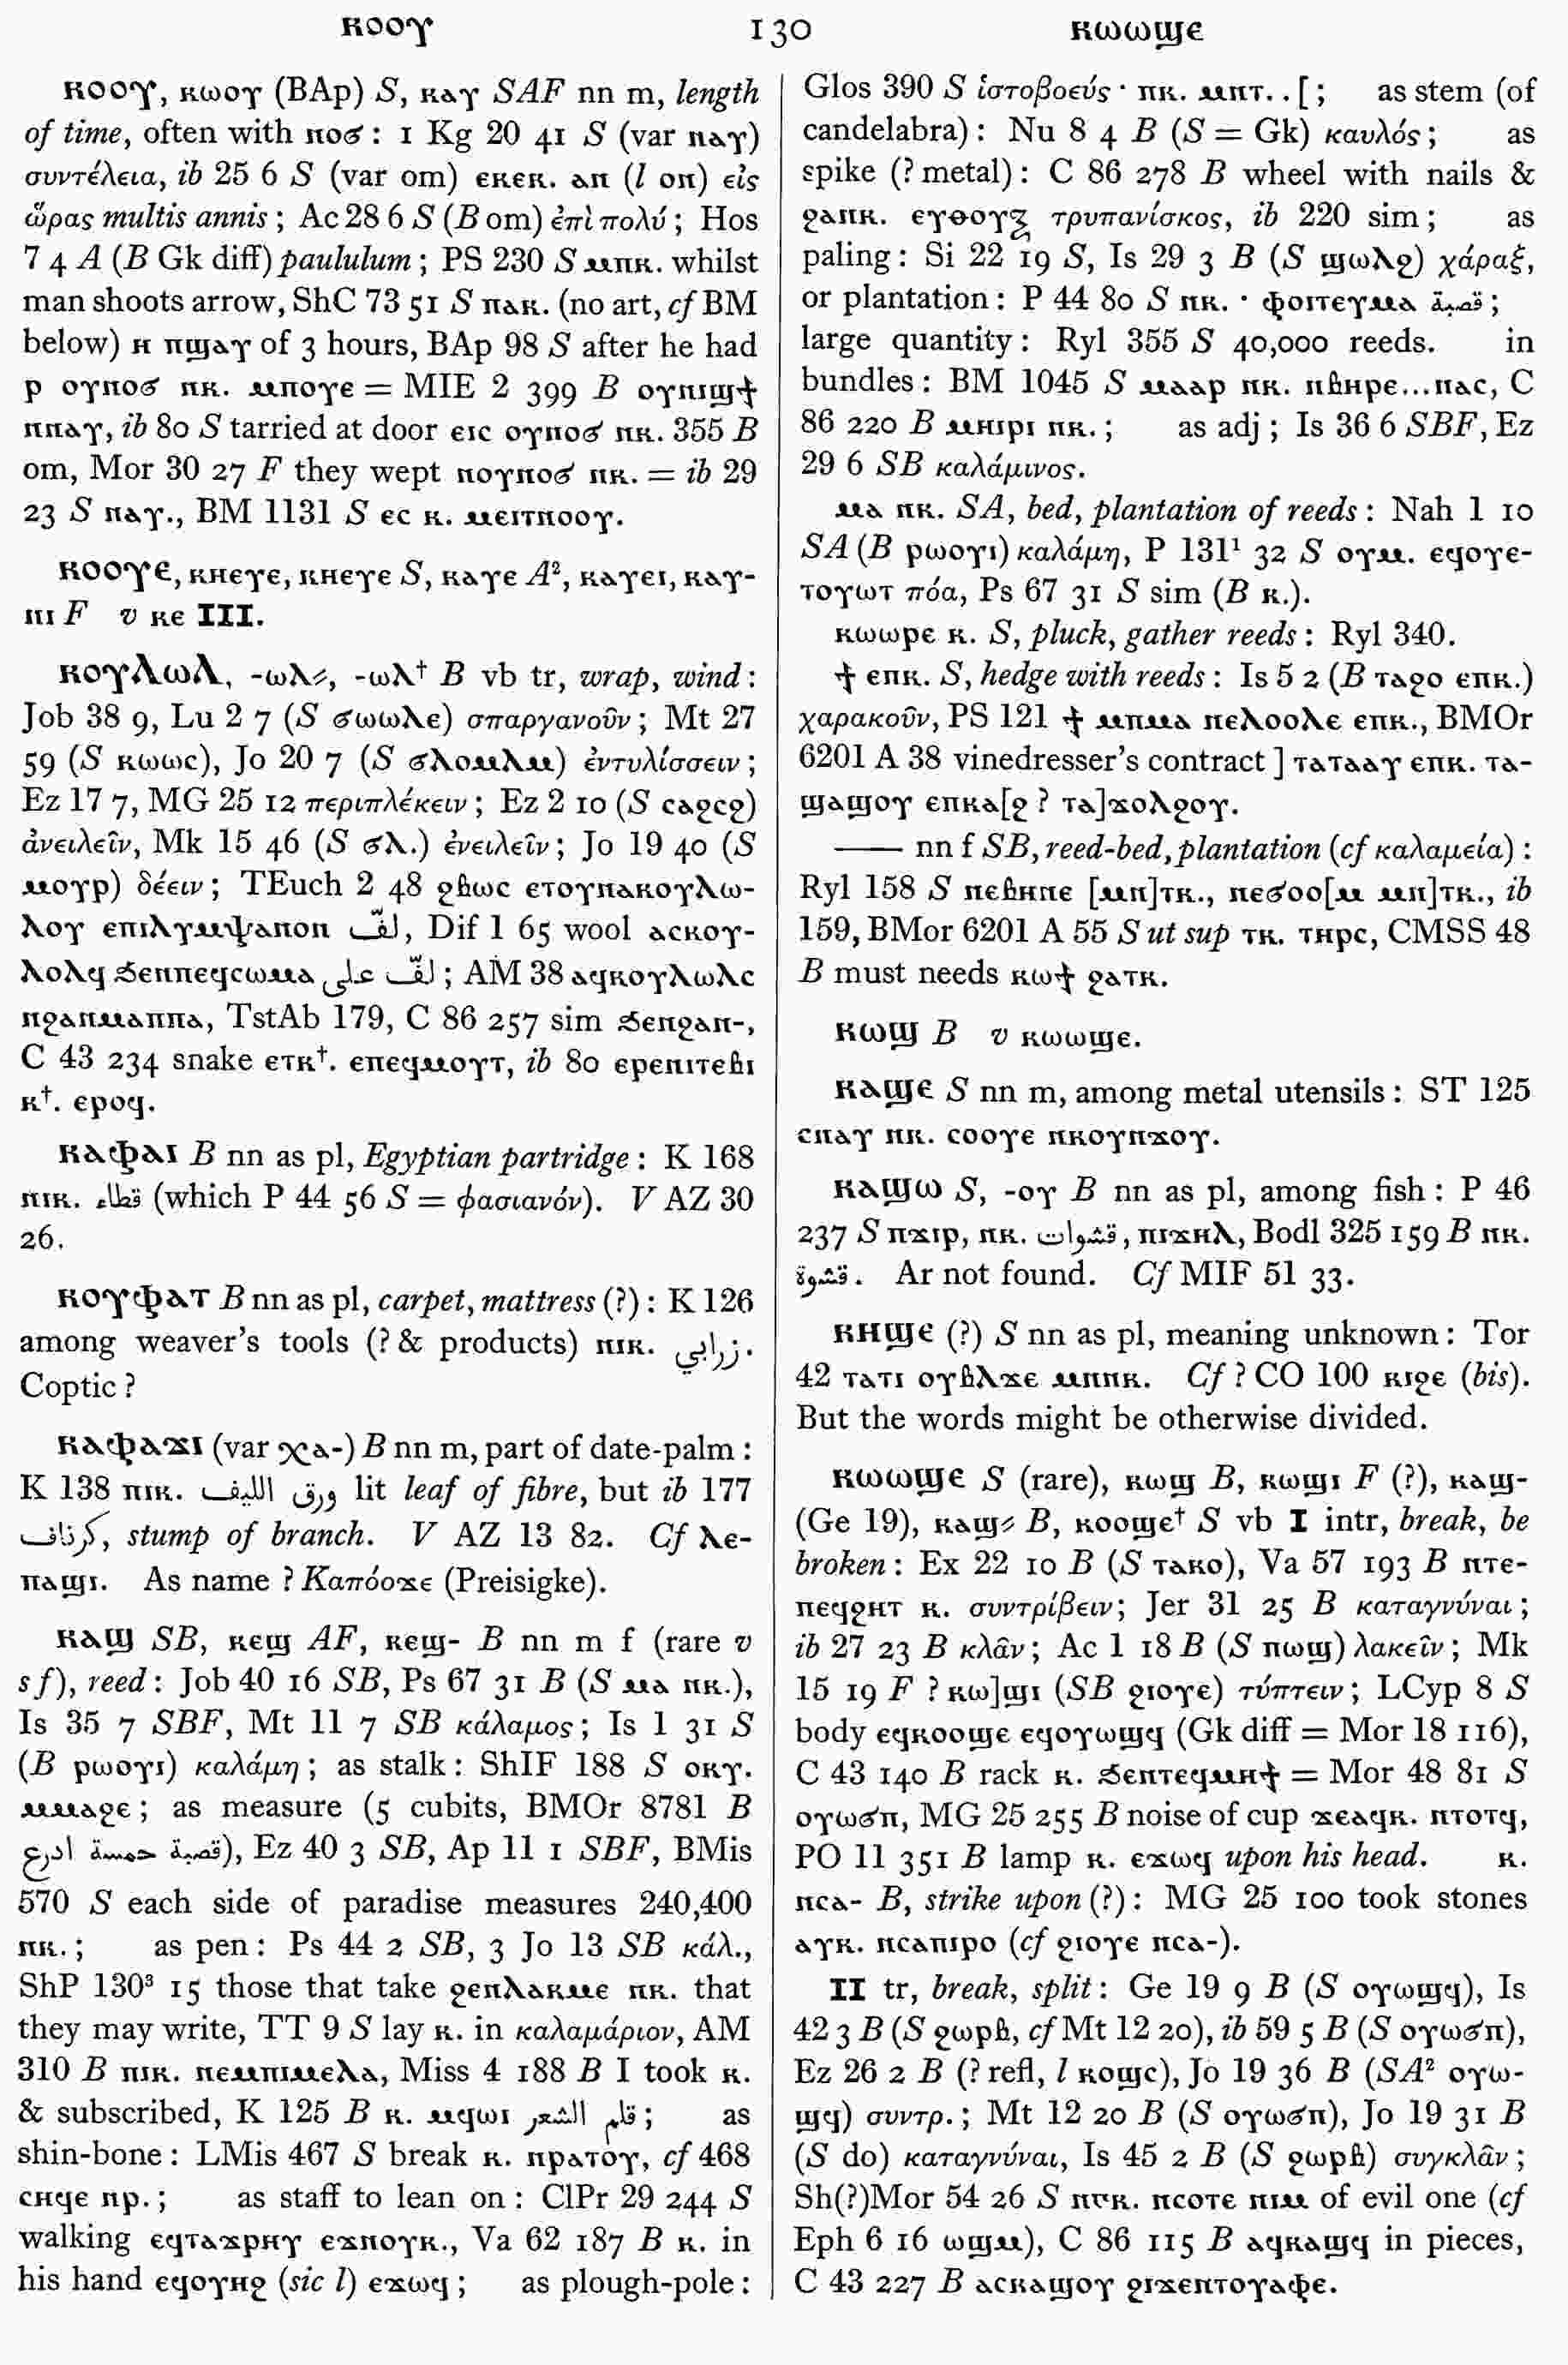 ⲕⲟⲟⲩ 130 ⲕⲱⲱϣⲉ
ⲕⲟⲟⲩ, ⲕⲱⲟⲩ (BAp) S, ⲕⲁⲩ SAF nn m, length
of time, often with ⲛⲟϭ : 1 Kg 20 41 S (var ⲛⲁⲩ)
συντέλεια, ib 25 6 S (var om) ⲉⲕⲉⲕ. ⲁⲛ (l ⲟⲛ) εἰς
ὥρας multis annis ; Ac 28 6 S (B om) ἐπὶ πολύ ; Hos
7 4 A (B Gk diff) paululum ; PS 230 S ⲙⲡⲕ. whilst
man shoots arrow, ShC 73 51 S ⲡⲁⲕ. (no art, cf BM
below) ⲏ ⲡϣⲁⲩ of 3 hours, BAp 98 S after he had
ⲣ ⲟⲩⲛⲟϭ ⲛⲕ. ⲙⲡⲟⲩⲉ = MIE 2 399 B ⲟⲩⲛⲓϣϯ
ⲛⲛⲁⲩ, ib 80 S tarried at door ⲉⲓⲥ ⲟⲩⲛⲟϭ ⲛⲕ. 355 B
om, Mor 30 27 F they wept ⲛⲟⲩⲛⲟϭ ⲛⲕ. = ib 29
23 S ⲛⲁⲩ., BM 1131 S ⲉⲥ ⲕ. ⲙⲉⲓⲧⲛⲟⲟⲩ.
ⲕⲟⲟⲩⲉ, ⲕⲏⲉⲩⲉ, ⲕⲛⲉⲩⲉ S, ⲕⲁⲩⲉ A², ⲕⲁⲩⲉⲓ, ⲕⲁⲩ-
ⲛⲓ F v ⲕⲉ III.
ⲕⲟⲩⲗⲱⲗ, -ⲱⲗ⸗, -ⲱⲗ† B vb tr, wrap, wind :
Job 38 9, Lu 2 7 (S ϭⲱⲱⲗⲉ) σπαργανοῦν ; Mt 27
59 (S ⲕⲱⲱⲥ), Jo 20 7 (S ϭⲗⲟⲙⲗⲙ) ἐντυλίσσειν ;
Ez 17 7, MG 25 12 περιπλέκειν ; Ez 2 10 (S ⲥⲁϩⲥϩ)
ἀνειλεῖν, Mk 15 46 (S ϭⲗ.) ἐνειλεῖν ; Jo 19 40 (S
ⲙⲟⲩⲣ) δέειν ; TEuch 2 48 ϩⲃⲱⲥ ⲉⲧⲟⲩⲛⲁⲕⲟⲩⲗⲱ-
ⲗⲟⲩ ⲉⲡⲓⲗⲩⲙⲯⲁⲛⲟⲛ لفّ, Dif 1 65 wool ⲁⲥⲕⲟⲩ-
ⲗⲟⲗϥ ϧⲉⲛⲡⲉϥⲥⲱⲙⲁ لفّ على ; AM 38 ⲁϥⲕⲟⲩⲗⲱⲗⲥ
ⲛϩⲁⲛⲙⲁⲡⲡⲁ, TstAb 179, C 86 257 sim ϧⲉⲛϩⲁⲛ-,
C 43 234 snake ⲉⲧⲕ†. ⲉⲡⲉϥⲙⲟⲩⲧ, ib 80 ⲉⲣⲉⲡⲓⲧⲉⲃⲓ
ⲕ†. ⲉⲣⲟϥ.
ⲕⲁⲫⲁⲓ B nn as pl, Egyptian partridge : K 168
ⲛⲓⲕ. قطاء (which P 44 56 S = φασιανόν). V AZ 30
26.
ⲕⲟⲩⲫⲁⲧ B nn as pl, carpet, mattress (?) : K 126
among weaver's tools (? & products) ⲛⲓⲕ. زرابي.
Coptic ?
ⲕⲁⲫⲁϫⲓ (var ⲭⲁ-) B nn m, part of date-palm :
K 138 ⲡⲓⲕ. ورق الليف lit leaf of fibre, but ib 177
كرناف, stump of branch. V AZ 13 82. Cf ⲗⲉ-
ⲡⲁϣⲓ. As name ? Καπόοϫε (Preisigke).
ⲕⲁϣ SB, ⲕⲉϣ AF, ⲕⲉϣ- B nn m f (rare v
s f), reed : Job 40 16 SB, Ps 67 31 B (S ⲙⲁ ⲛⲕ.),
Is 35 7 SBF, Mt 11 7 SB κάλαμος ; Is 1 31 S
(B ⲣⲱⲟⲩⲓ) καλάμη ; as stalk : ShIF 188 S ⲟⲕⲩ.
ⲙⲙⲁϩⲉ ; as measure (5 cubits, BMOr 8781 B
قصبة خمسة ادرع), Ez 40 3 SB, Ap 11 1 SBF, BMis
570 S each side of paradise measures 240,400
ⲛⲕ. ; as pen : Ps 44 2 SB, 3 Jo 13 SB κάλ.,
ShP 130³ 15 those that take ϩⲉⲛⲗⲁⲕⲙⲉ ⲛⲕ. that
they may write, TT 9 S lay ⲕ. in καλαμάριον, AM
310 B ⲡⲓⲕ. ⲛⲉⲙⲡⲓⲙⲉⲗⲁ, Miss 4 188 B I took ⲕ.
& subscribed, K 125 B ⲕ. ⲙϥⲱⲓ قلم الشعر ; as
shin-bone : LMis 467 S break ⲕ. ⲛⲣⲁⲧⲟⲩ, cf 468
ⲥⲏϥⲉ ⲛⲣ. ; as staff to lean on : ClPr 29 244 S
walking ⲉϥⲧⲁϫⲣⲏⲩ ⲉϫⲛⲟⲩⲕ., Va 62 187 B ⲕ. in
his hand ⲉϥⲟⲩⲏϩ (sic l) ⲉϫⲱϥ ; as plough-pole :
Glos 390 S ἱστοβοεύς · ⲡⲕ. ⲙⲡⲧ. . [ ; as stem (of
candelabra) : Nu 8 4 B (S = Gk) καυλός ; as
spike (? metal) : C 86 278 B wheel with nails &
ϩⲁⲛⲕ. ⲉⲩⲑⲟⲩⲝ τρυπανίσκος, ib 220 sim ; as
paling : Si 22 19 S, Is 29 3 B (S ϣⲱⲗϩ) χάραξ,
or plantation : P 44 80 S ⲡⲕ. · ⲫⲟⲓⲧⲉⲩⲙⲁ قصبة ;
large quantity : Ryl 355 S 40,000 reeds. in
bundles : BM 1045 S ⲙⲁⲁⲣ ⲛⲕ. ⲛⲃⲏⲣⲉ...ⲛⲁⲥ, C
86 220 B ⲙⲏⲓⲣⲓ ⲛⲕ. ; as adj ; Is 36 6 SBF, Ez
29 6 SB καλάμινος.
ⲙⲁ ⲛⲕ. SA, bed, plantation of reeds : Nah 1 10
SA (B ⲣⲱⲟⲩⲓ) καλάμη, P 131¹ 32 S ⲟⲩⲙ. ⲉϥⲟⲩⲉ-
ⲧⲟⲩⲱⲧ πόα, Ps 67 31 S sim (B ⲕ.).
ⲕⲱⲱⲣⲉ ⲕ. S, pluck, gather reeds : Ryl 340.
ϯ ⲉⲡⲕ. S, hedge with reeds : Is 5 2 (B ⲧⲁϩⲟ ⲉⲡⲕ.)
χαρακοῦν, PS 121 ϯ ⲙⲡⲙⲁ ⲛⲉⲗⲟⲟⲗⲉ ⲉⲡⲕ., BMOr
6201 A 38 vinedresser's contract ] ⲧⲁⲧⲁⲁⲩ ⲉⲡⲕ. ⲧⲁ-
ϣⲁϣⲟⲩ ⲉⲡⲕⲁ[ϩ ? ⲧⲁ]ϫⲟⲗϩⲟⲩ.
—— nn f SB, reed-bed, plantation (cf καλαμεία) :
Ryl 158 S ⲛⲉⲃⲏⲛⲉ [ⲙⲛ]ⲧⲕ., ⲛⲉϭⲟⲟ[ⲙ ⲙⲛ]ⲧⲕ., ib
159, BMor 6201 A 55 S ut sup ⲧⲕ. ⲧⲏⲣⲥ, CMSS 48
B must needs ⲕⲱϯ ϩⲁⲧⲕ.
ⲕⲱϣ B v ⲕⲱⲱϣⲉ.
ⲕⲁϣⲉ S nn m, among metal utensils : ST 125
ⲥⲛⲁⲩ ⲛⲕ. ⲥⲟⲟⲩⲉ ⲛⲕⲟⲩⲛϫⲟⲩ.
ⲕⲁϣⲱ S, -ⲟⲩ B nn as pl, among fish : P 46
237 S ⲡϫⲓⲣ, ⲛⲕ. قشوات, ⲡⲓϫⲏⲗ, Bodl 325 159 B ⲛⲕ.
قشوة. Ar not found. Cf MIF 51 33.
ⲕⲏϣⲉ (?) S nn as pl, meaning unknown : Tor
42 ⲧⲁϯ ⲟⲩⲃⲗϫⲉ ⲙⲛⲛⲕ. Cf ? CO 100 ⲕⲓϩⲉ (bis).
But the words might be otherwise divided.
ⲕⲱⲱϣⲉ S (rare), ⲕⲱϣ B, ⲕⲱϣⲓ F (?), ⲕⲁϣ-
(Ge 19), ⲕⲁϣ⸗ B, ⲕⲟⲟϣⲉ† S vb I intr, break, be
broken : Ex 22 10 B (S ⲧⲁⲕⲟ), Va 57 193 B ⲛⲧⲉ-
ⲡⲉϥϩⲏⲧ ⲕ. συντρίβειν; Jer 31 25 B καταγνύναι ;
ib 27 23 B κλᾶν ; Ac 1 18 B (S ⲡⲱϣ) λακεῖν ; Mk
15 19 F ? ⲕⲱ]ϣⲓ (SB ϩⲓⲟⲩⲉ) τύπτειν ; LCyp 8 S
body ⲉϥⲕⲟⲟϣⲉ ⲉϥⲟⲩⲱϣϥ (Gk diff = Mor 18 116),
C 43 140 B rack ⲕ. ϧⲉⲛⲧⲉϥⲙⲏϯ = Mor 48 81 S
ⲟⲩⲱϭⲡ, MG 25 255 B noise of cup ϫⲉⲁϥⲕ. ⲛⲧⲟⲧϥ,
PO 11 351 B lamp ⲕ. ⲉϫⲱϥ upon his head. ⲕ.
ⲛⲥⲁ- B, strike upon (?) : MG 25 100 took stones
ⲁⲩⲕ. ⲛⲥⲁⲡⲓⲣⲟ (cf ϩⲓⲟⲩⲉ ⲛⲥⲁ-).
II tr, break, split : Ge 19 9 B (S ⲟⲩⲱϣϥ), Is
42 3 B (S ϩⲱⲣⲃ, cf Mt 12 20), ib 59 5 B (S ⲟⲩⲱϭⲡ),
Ez 26 2 B (? refl, l ⲕⲟϣⲥ), Jo 19 36 B (SA² ⲟⲩⲱ-
ϣϥ) συντρ. ; Mt 12 20 B (S ⲟⲩⲱϭⲡ), Jo 19 31 B
(S do) καταγνύναι, Is 45 2 B (S ϩⲱⲣⲃ) συγκλᾶν ;
Sh(?)Mor 54 26 S ⲛⲅⲕ. ⲛⲥⲟⲧⲉ ⲛⲓⲙ of evil one (cf
Eph 6 16 ⲱϣⲙ), C 86 115 B ⲁϥⲕⲁϣϥ in pieces,
C 43 227 B ⲁⲥⲕⲁϣⲟⲩ ϩⲓϫⲉⲛⲧⲟⲩⲁⲫⲉ.